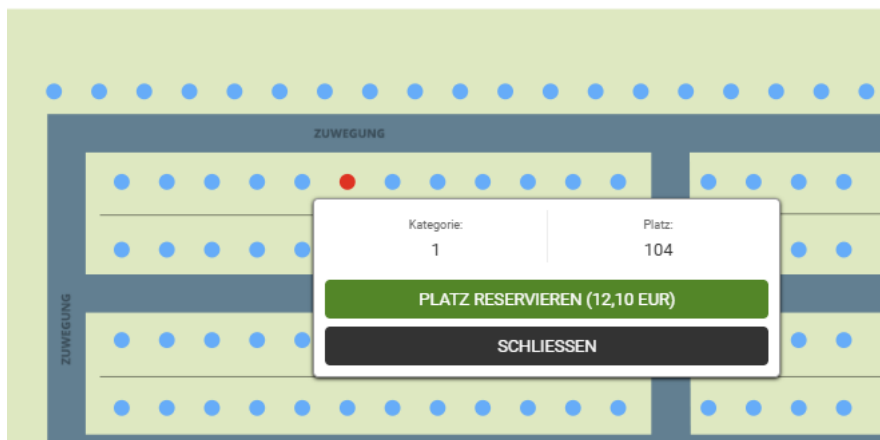 ZUWEGUNG
Kategorie:
1
Platz:
104
PLATZ RESERVIEREN (12,10 EUR)
SCHLIESSEN
ZUWEGUNG